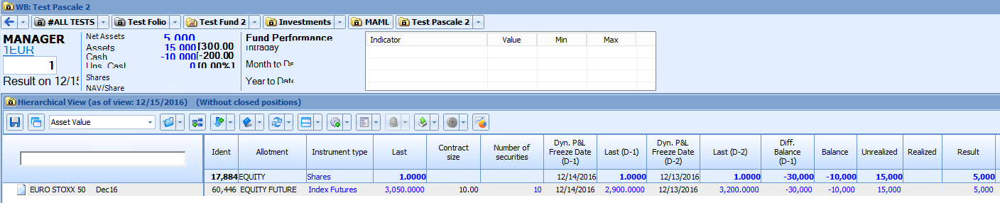 WB: Test Pascale 2
#ALL TESTS Test Folio Test Fund 2 Investments MAML Test Pascale 2
MANAGER
1EUR
1
Result on 12/15
Net Assets 5,000
Assets 15,000 [300.00
Cash -10,000 [-200.00
Uns. Cash 0 [0.00%]
Shares
NAV/Share
Fund Performance
Intraday
Month to Da
Year to Date
Indicator Value Min Max
Hierarchical View (as of view: 12/15/2016) (Without closed positions)
Asset Value
Ident Allotment Instrument type Last Contract size Number of securities Dyn. P&L Freeze Date (D-1) Last (D-1) Dyn. P&L Freeze Date (D-2) Last (D-2) Diff. Balance (D-1) Balance Unrealized Realized Result
17,884 EQUITY Shares 1.0000 12/14/2016 1.0000 12/13/2016 1.0000 -30,000 -10,000 15,000 5,000
EURO STOXX 50 Dec16 60,446 EQUITY FUTURE Index Futures 3,050.0000 10.00 10 12/14/2016 2,900.0000 12/13/2016 3,200.0000 -30,000 -10,000 15,000 5,000